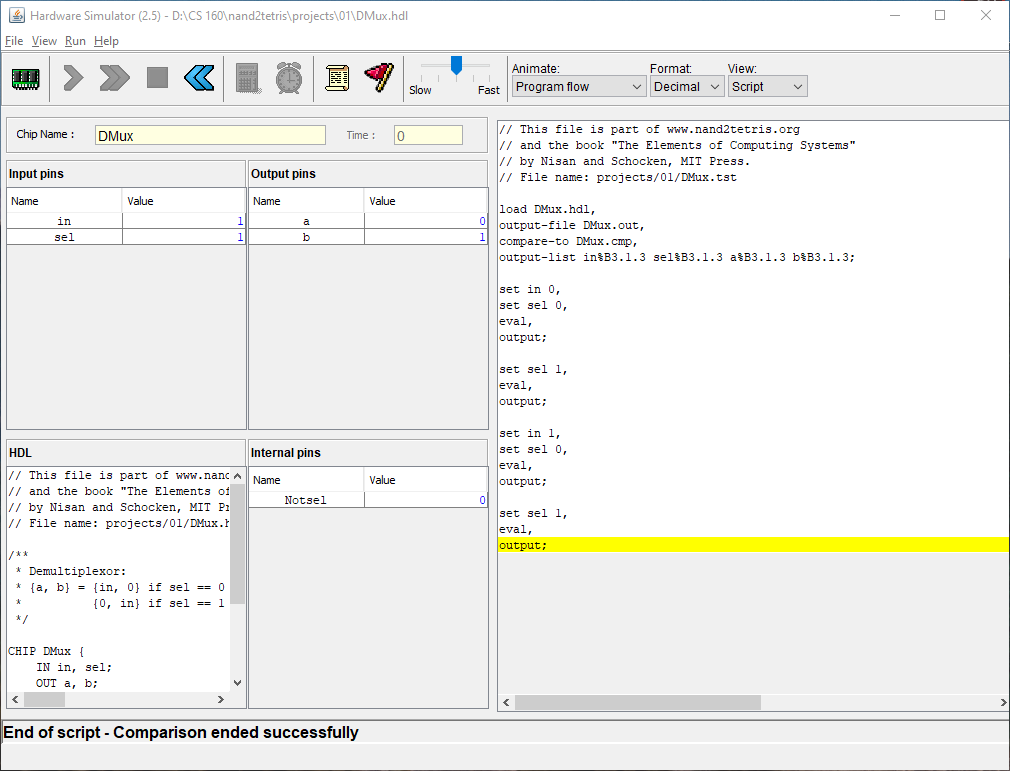 Hardware Simulator (2.5) - D:\CS 160\nand2tetris\projects\01\DMux.hdl
File View Run Help
Slow Fast
Animate: Format: View:
Program flow Decimal Script
Chip Name : DMux Time : 0
Input pins
Name Value
in 1
sel 1
Output pins
Name Value
a 0
b 1
HDL
// This file is part of www.nand
// and the book "The Elements of
// by Nisan and Schocken, MIT Pr
// File name: projects/01/DMux.h
/**
* Demultiplexor:
* {a, b} = {in, 0} if sel == 0
* {0, in} if sel == 1
*/
CHIP DMux {
IN in, sel;
OUT a, b;
Internal pins
Name Value
Notsel 0
// This file is part of www.nand2tetris.org
// and the book "The Elements of Computing Systems"
// by Nisan and Schocken, MIT Press.
// File name: projects/01/DMux.tst
load DMux.hdl,
output-file DMux.out,
compare-to DMux.cmp,
output-list in%B3.1.3 sel%B3.1.3 a%B3.1.3 b%B3.1.3;
set in 0,
set sel 0,
eval,
output;
set sel 1,
eval,
output;
set in 1,
set sel 0,
eval,
output;
set sel 1,
eval,
output;
End of script - Comparison ended successfully